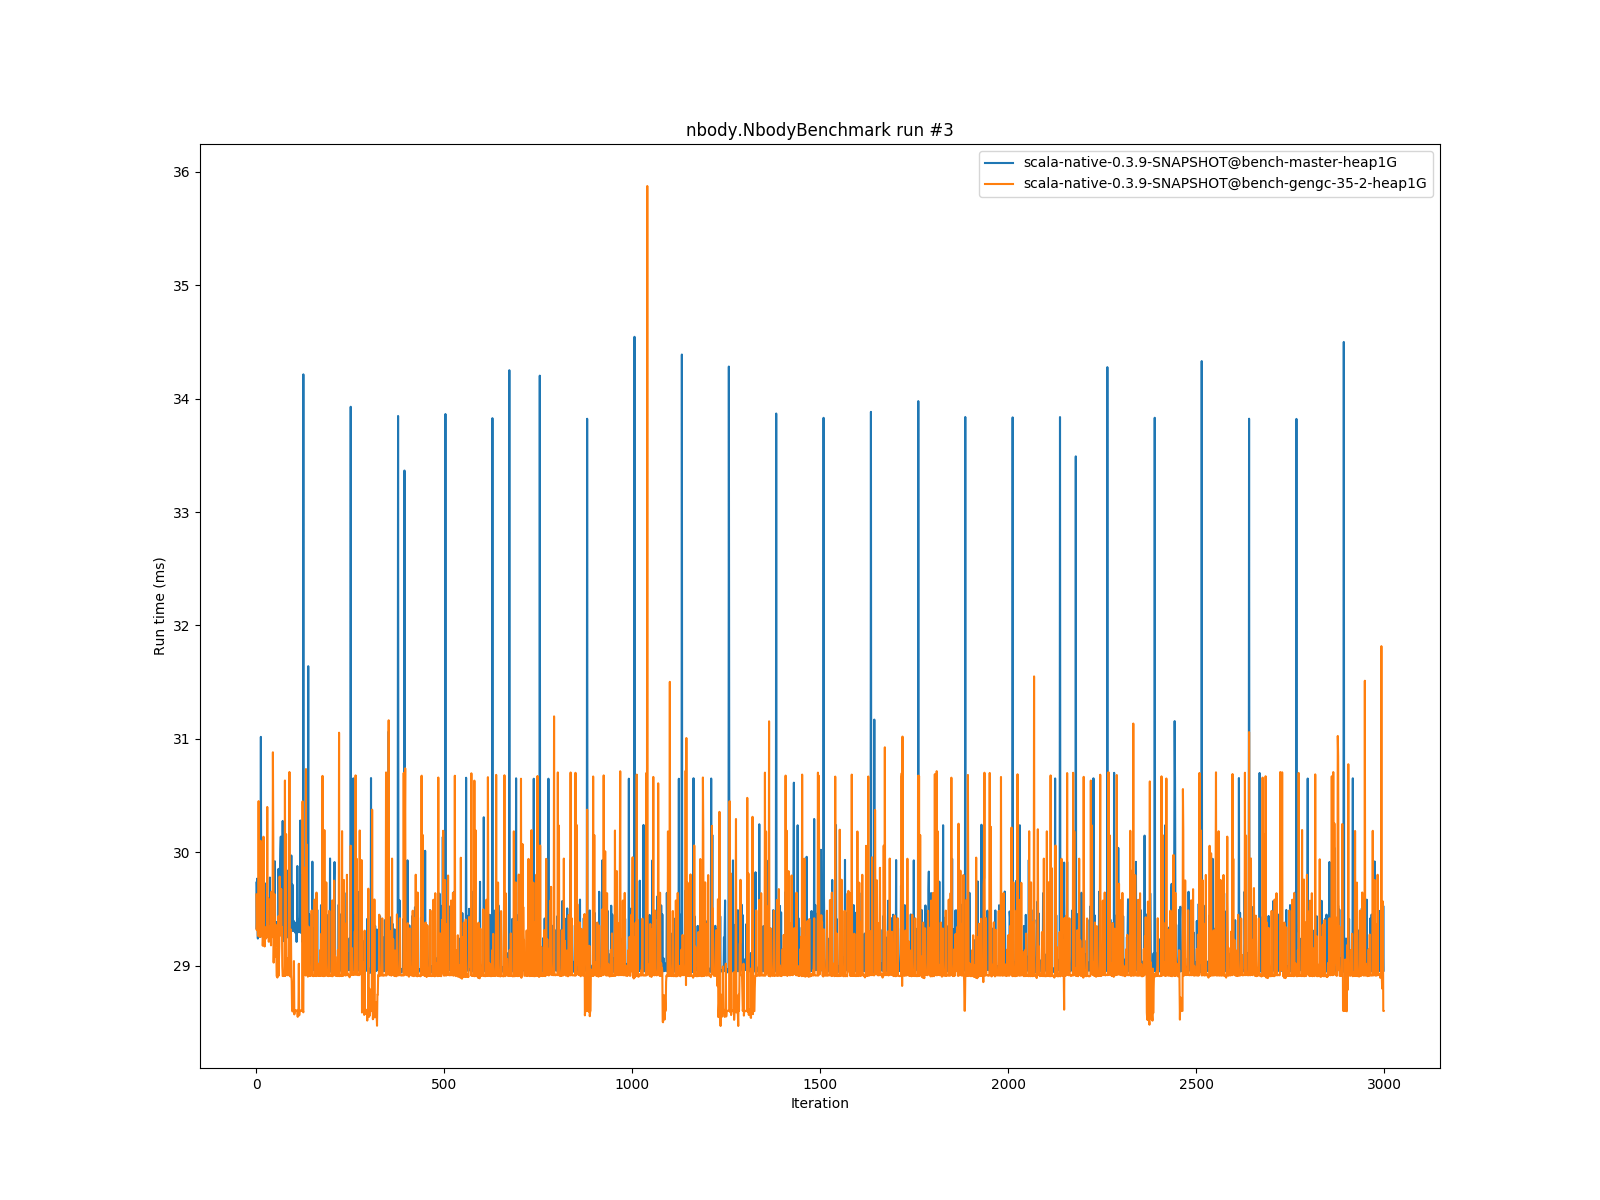 nbody.NbodyBenchmark run #3
scala-native-0.3.9-SNAPSHOT@bench-master-heap1G
scala-native-0.3.9-SNAPSHOT@bench-gengc-35-2-heap1G
36
35
34
33
32
31
30
29
Run time (ms)
0 500 1000 1500 2000 2500 3000
Iteration